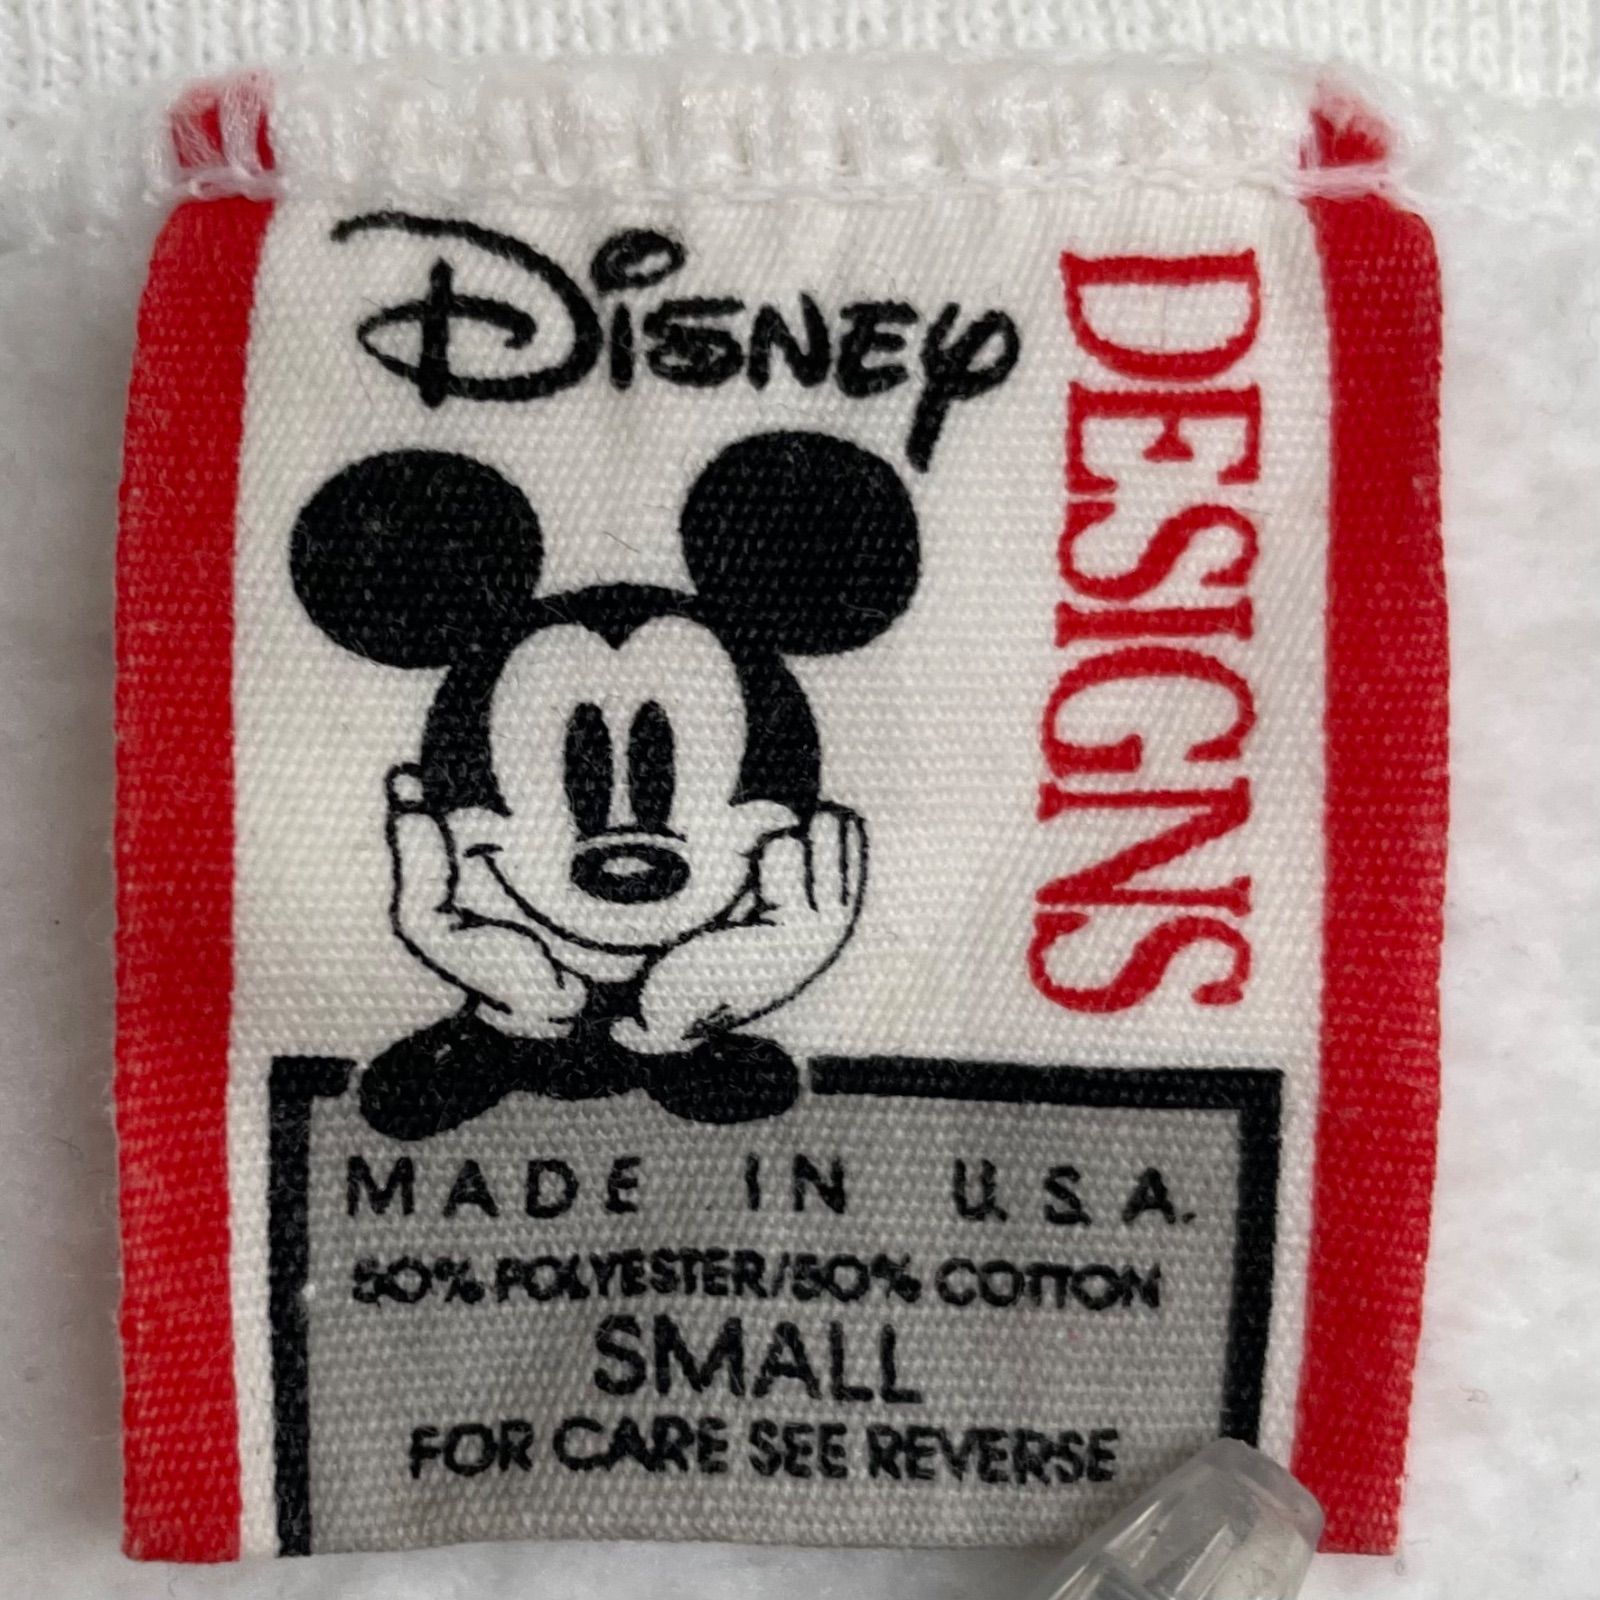 Disney
DESIGNS
MADE IN U.S.A.
50% POLYESTER/50% COTTON
SMALL
FOR CARE SEE REVERSE